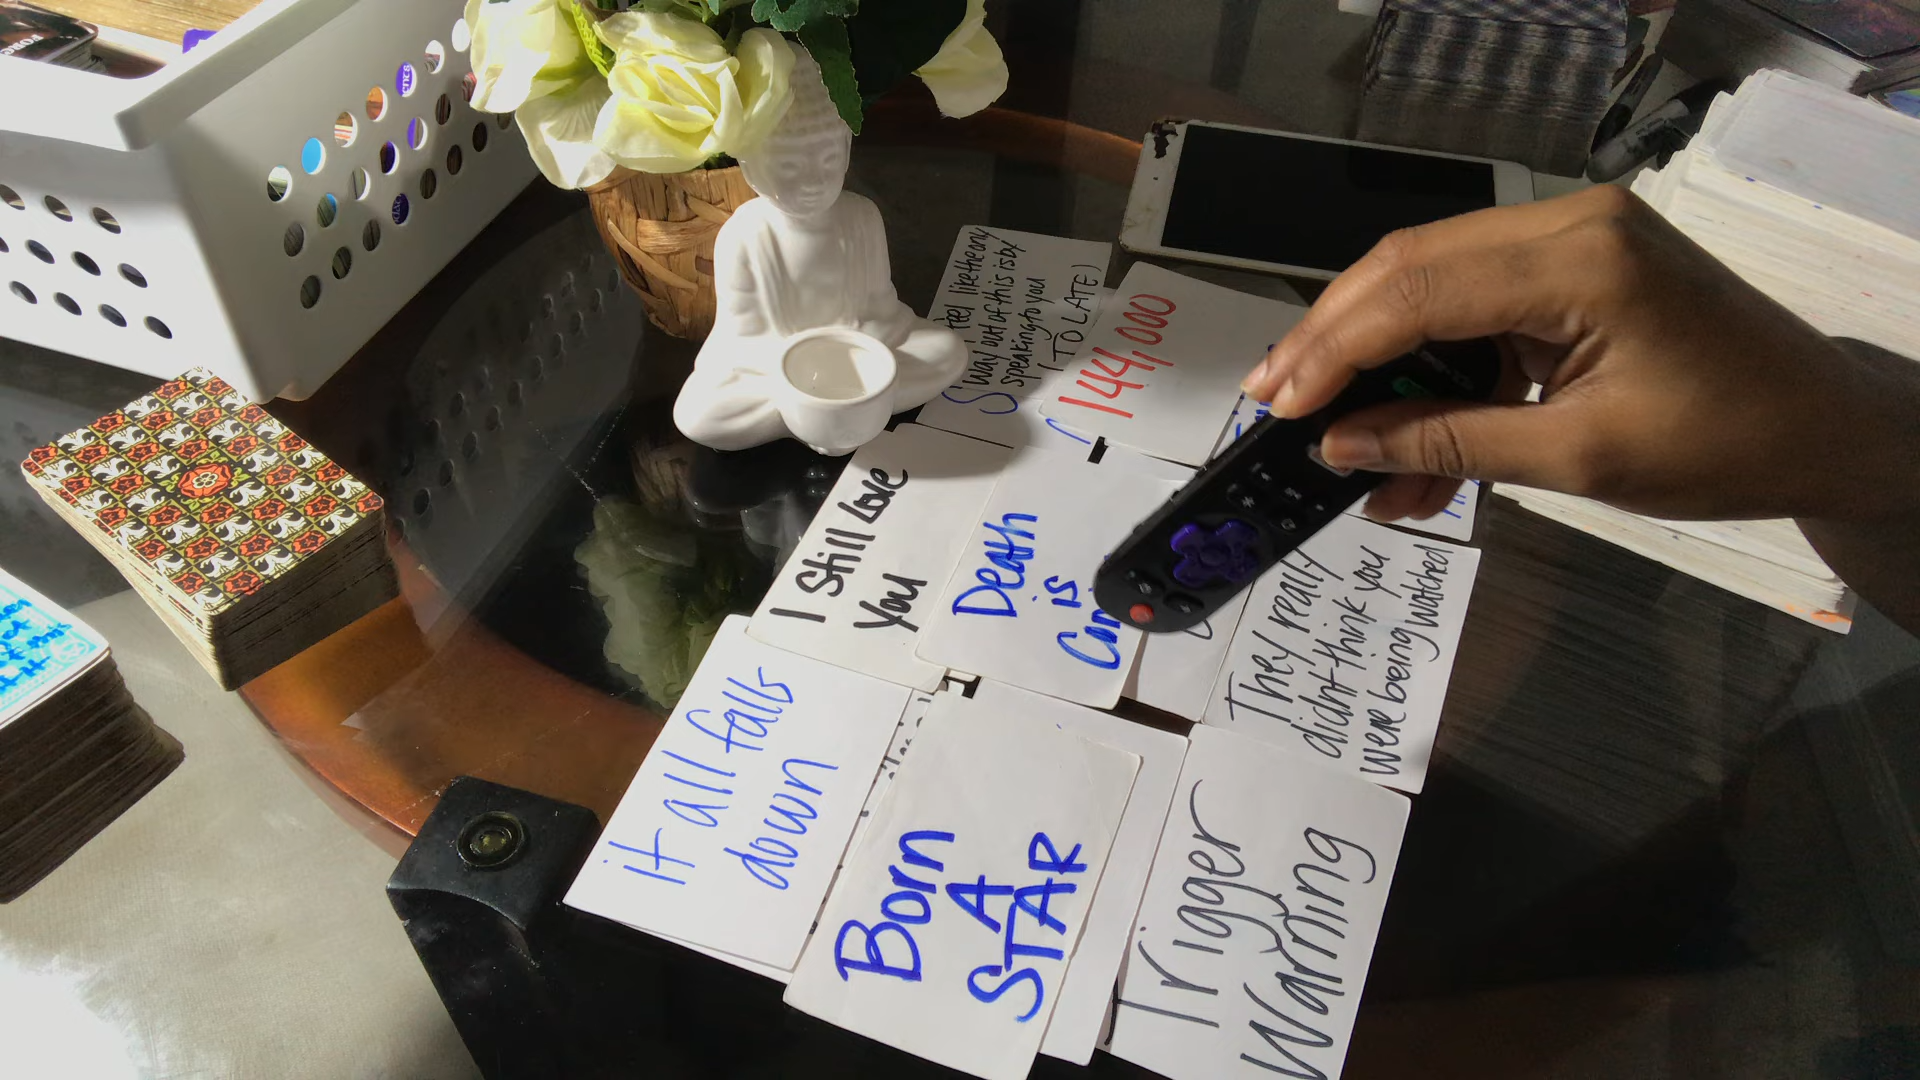 feel like the only
way out of this is by
speaking to you
TO LATE)
144,000
I Still Love
You
Death
is
They really
didnt think you
were being watched
it all falls
down
Born
A
STAR
Trigger
Warning